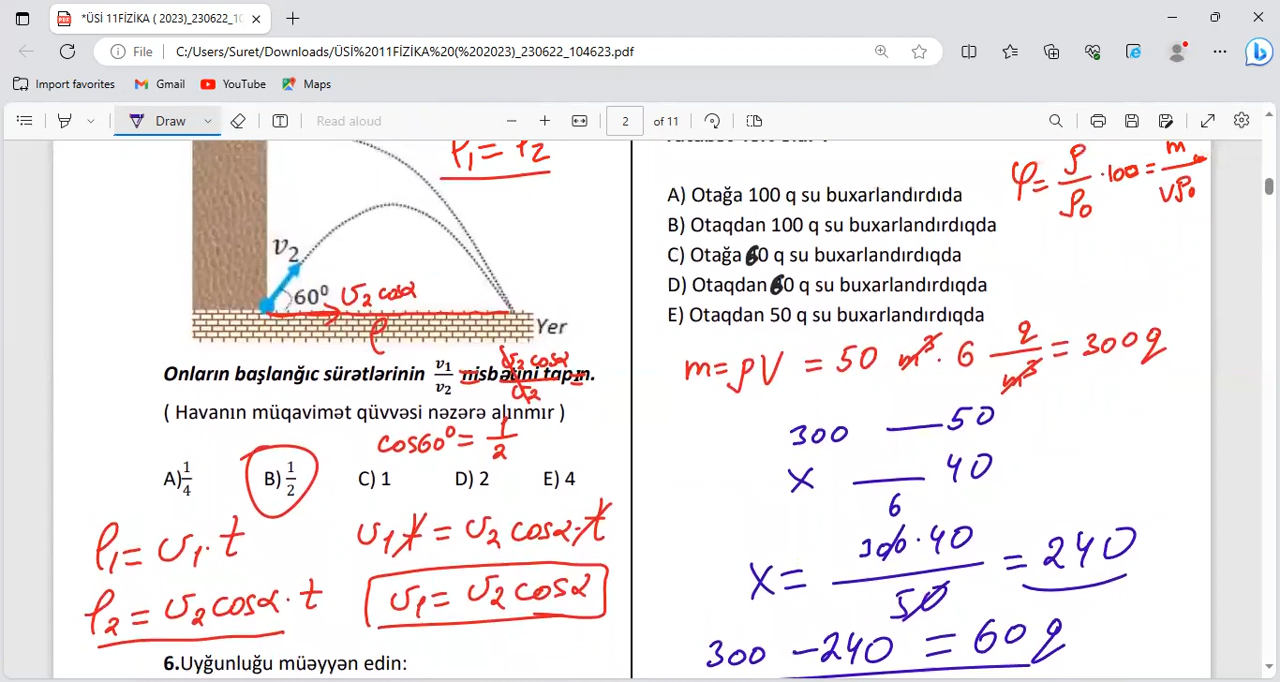 *ÜSİ 11FİZİKA ( 2023)_230622_10
File
C:/Users/Suret/Downloads/ÜSİ%2011FİZİKA%20(%202023)_230622_104623.pdf
Import favorites
Gmail
YouTube
Maps
Draw
Read aloud
2
of 11
ℓ₁ = ℓ₂
v₂
60⁰
υ₂ cosα
ℓ
Yer
Onların başlanğıc sürətlərinin v₁/v₂ = nisbətini tapın. υ₂ cosα/υ₂ =
( Havanın müqavimət qüvvəsi nəzərə alınmır )
cos60° = 1/2
A) 1/4 B) 1/2 C) 1 D) 2 E) 4
ℓ₁ = υ₁ · t
υ₁t = υ₂ cosα · t
ℓ₂ = υ₂ cosα · t
υ₁ = υ₂ cosα
6.Uyğunluğu müəyyən edin:
φ = ρ/ρ₀ · 100 = m/Vρ₀
A) Otağa 100 q su buxarlandırdıda
B) Otaqdan 100 q su buxarlandırdıqda
C) Otağa 60 q su buxarlandırdıqda
D) Otaqdan 60 q su buxarlandırdıqda
E) Otaqdan 50 q su buxarlandırdıqda
m = ρV = 50 m³ 6 q/m³ = 300q
300 — 50
x — 40
6
x = 300 · 40 / 50 = 240
300 - 240 = 60q